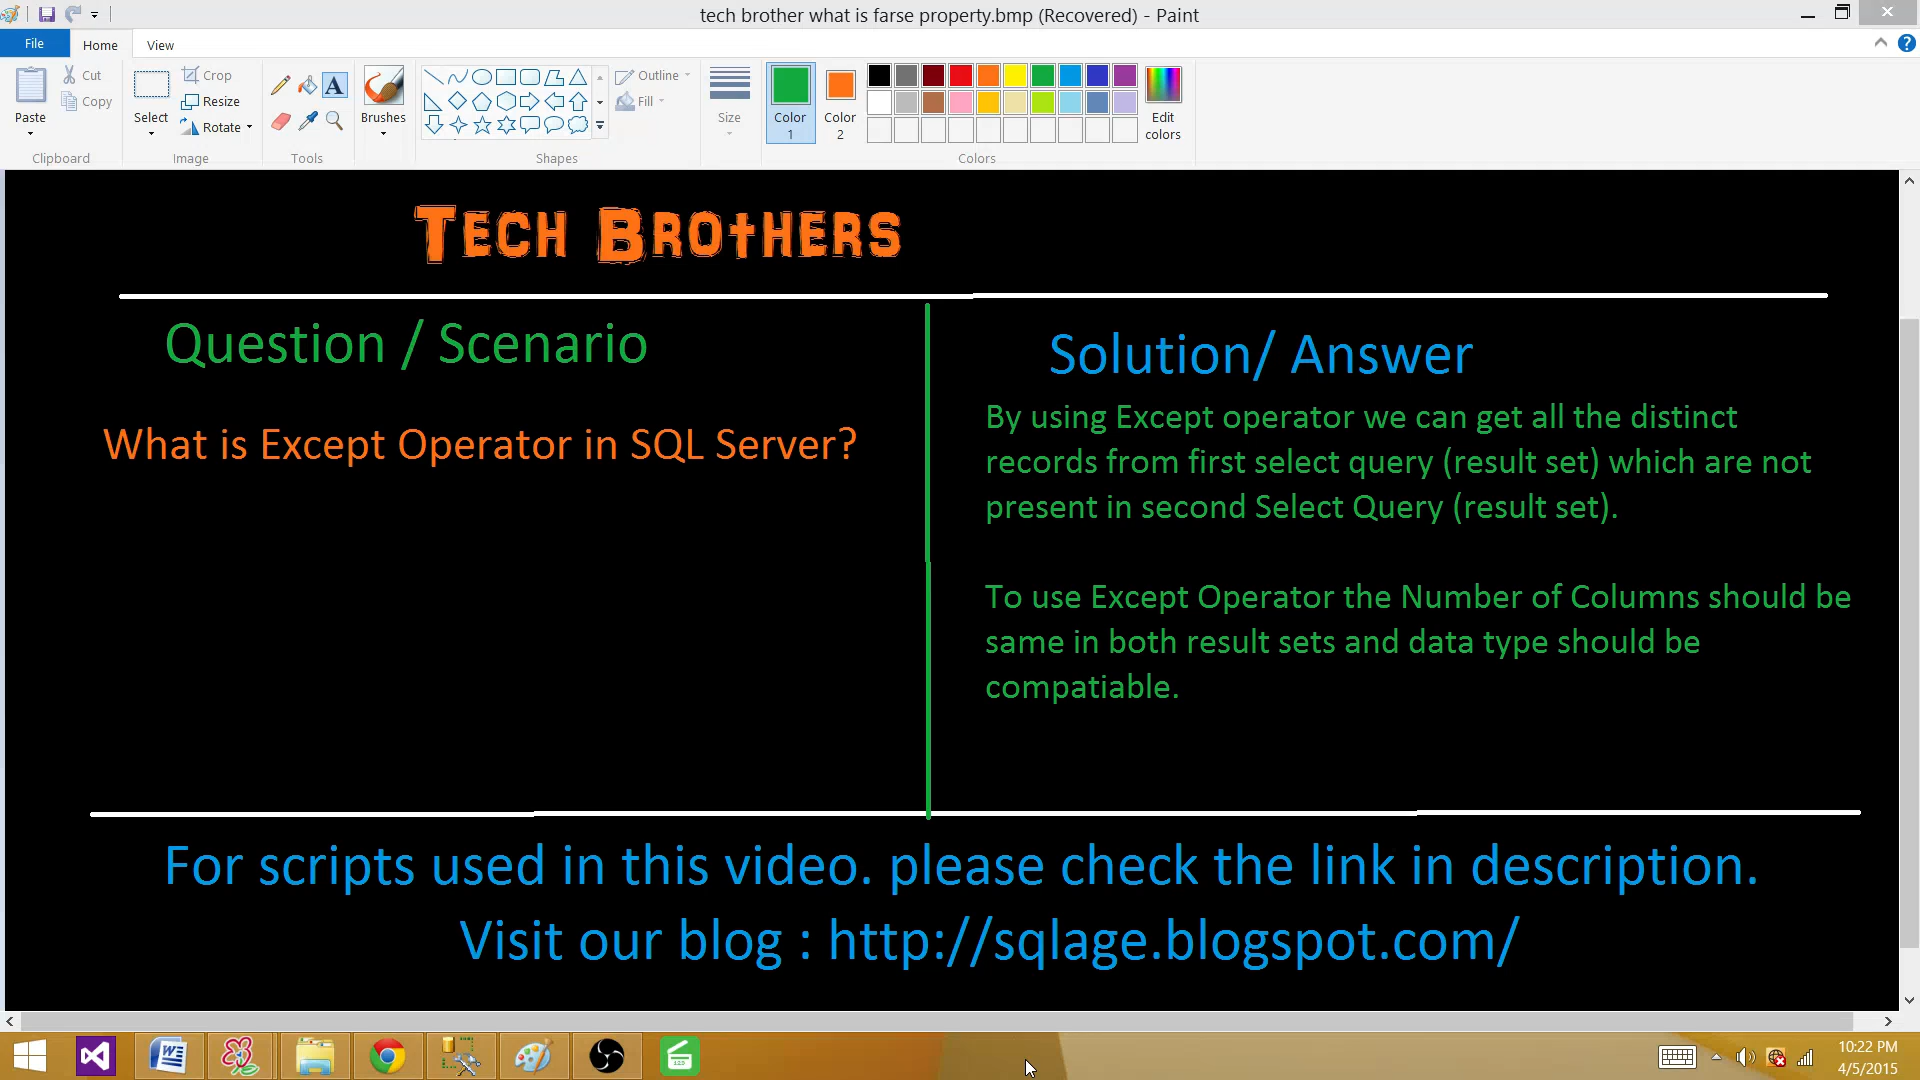 tech brother what is farse property.bmp (Recovered) - Paint
File
Home
View
Paste
Cut
Copy
Clipboard
Select
Crop
Resize
Rotate
Image
Tools
Brushes
Shapes
Outline
Fill
Size
Color 1
Color 2
Edit colors
Colors
Tech Brothers
Question / Scenario
What is Except Operator in SQL Server?
Solution/ Answer
By using Except operator we can get all the distinct
records from first select query (result set) which are not
present in second Select Query (result set).
To use Except Operator the Number of Columns should be
same in both result sets and data type should be
compatiable.
For scripts used in this video. please check the link in description.
Visit our blog : http://sqlage.blogspot.com/
10:22 PM
4/5/2015